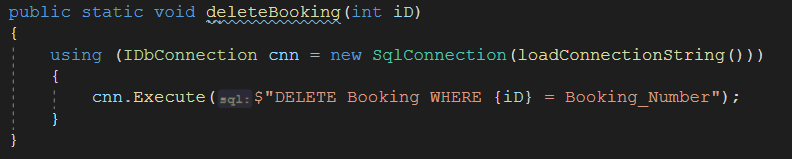 public static void deleteBooking(int iD)
{
using (IDbConnection cnn = new SqlConnection(loadConnectionString()))
{
cnn.Execute(sql:$"DELETE Booking WHERE {iD} = Booking_Number");
}
}